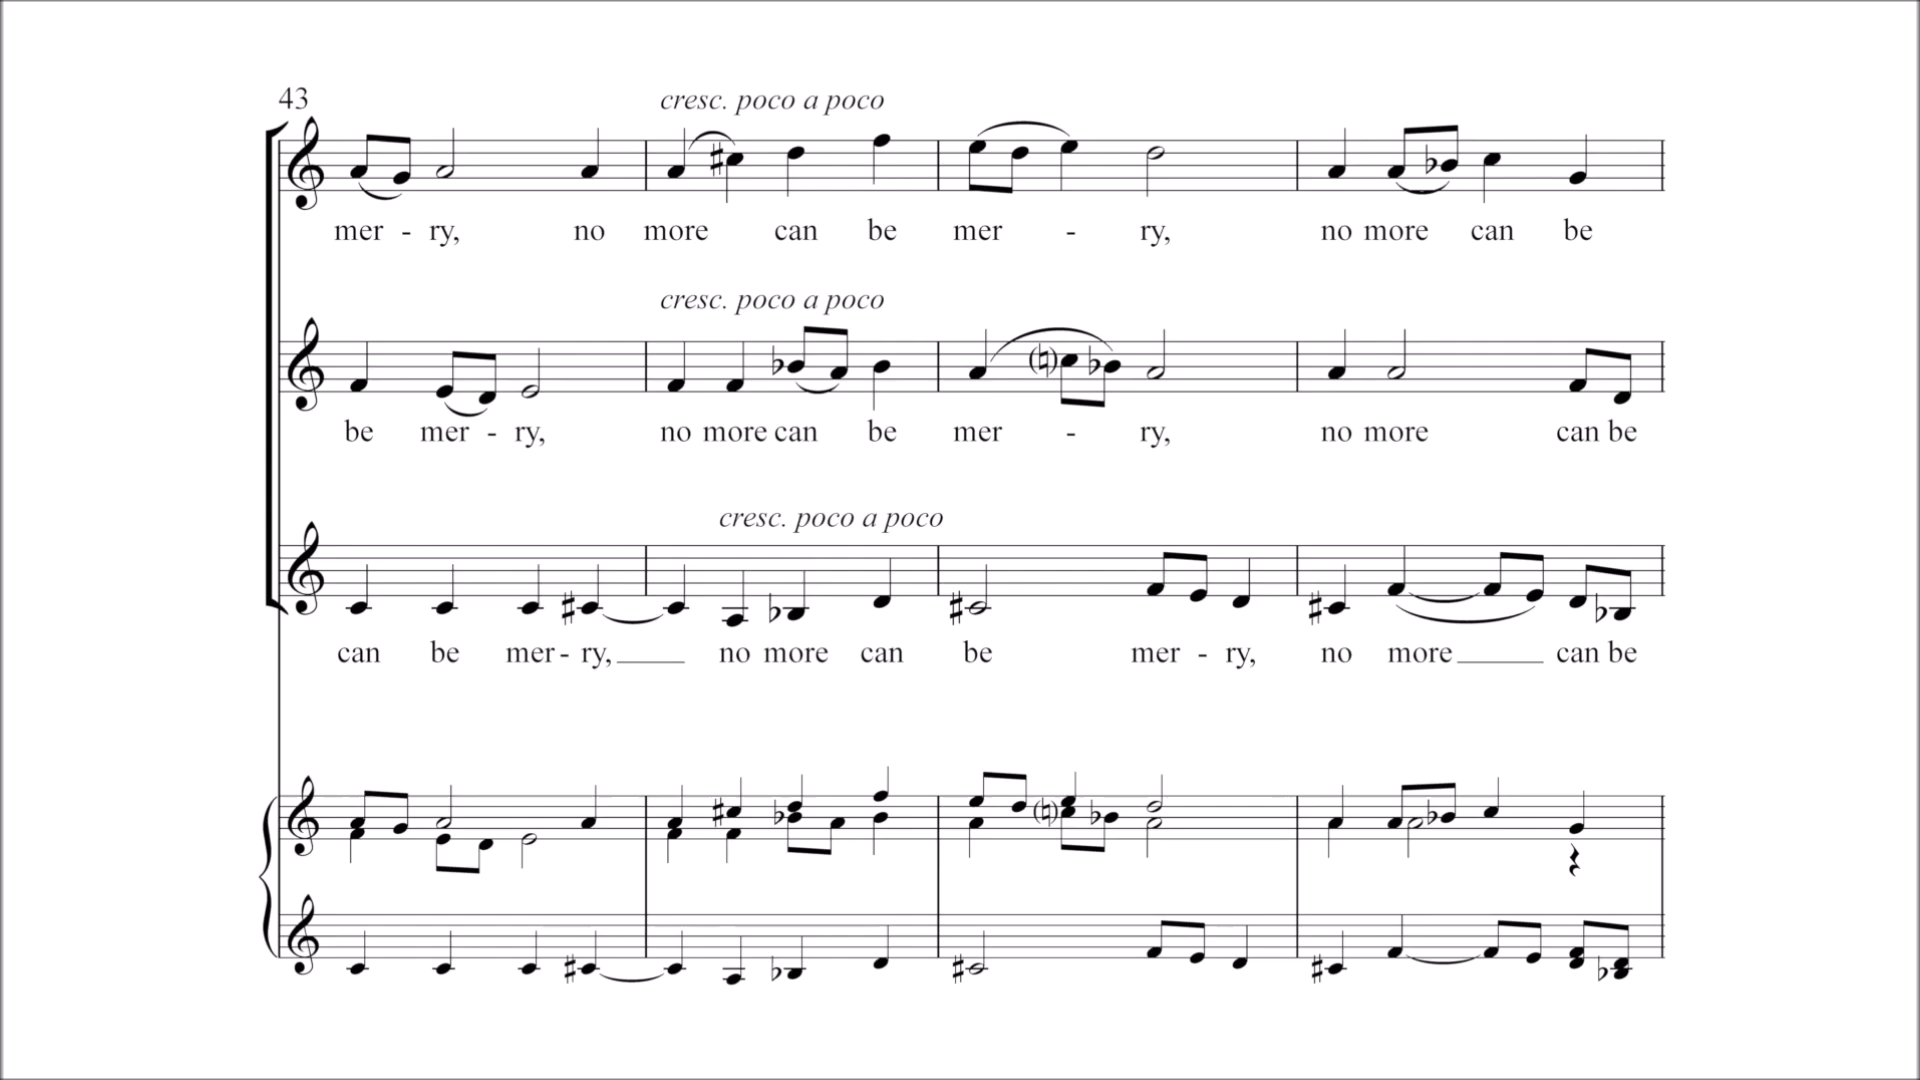 43
cresc. poco a poco
mer - ry, no more can be mer - ry, no more can be
cresc. poco a poco
be mer - ry, no more can be mer - ry, no more can be
cresc. poco a poco
can be mer - ry, no more can be mer - ry, no more can be